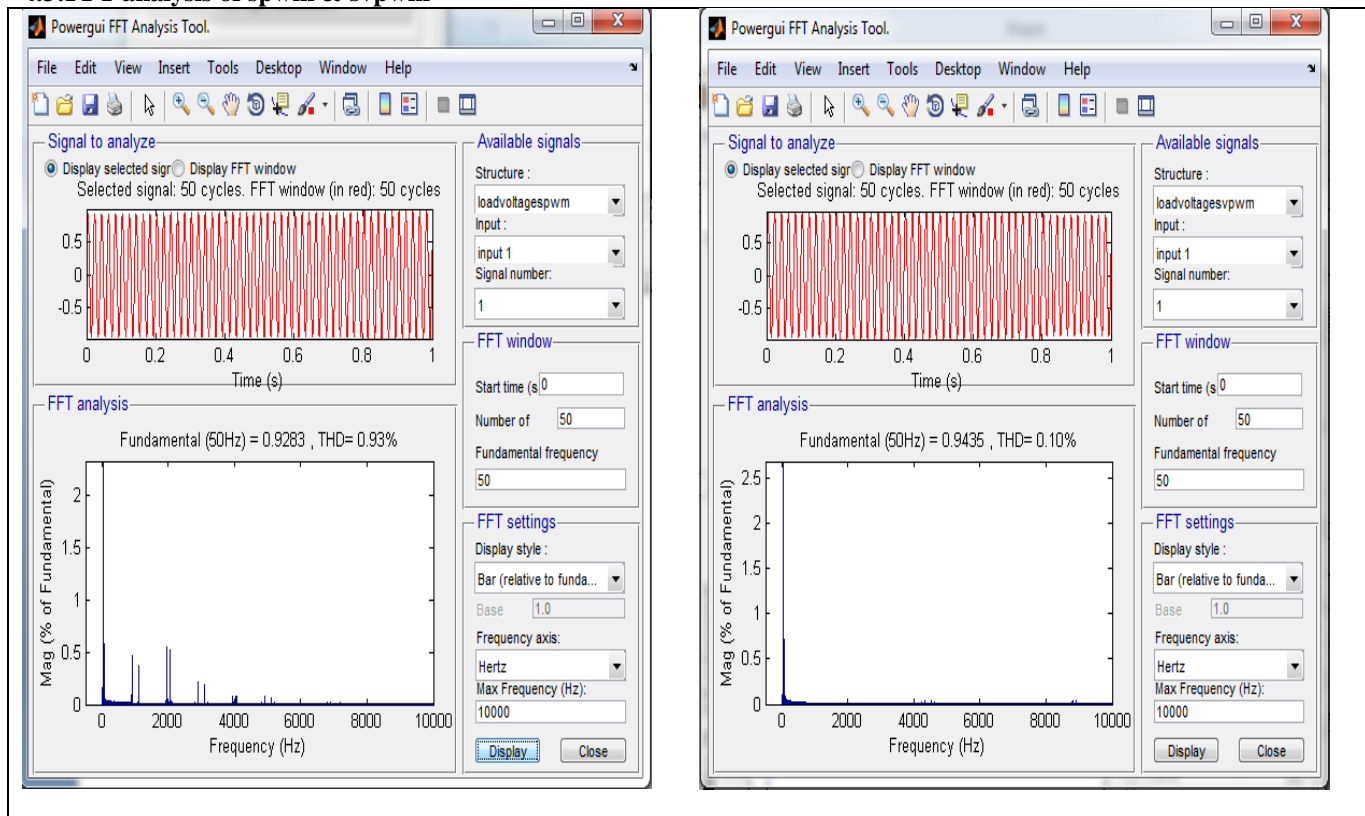 Powergui FFT Analysis Tool.
File Edit View Insert Tools Desktop Window Help
Signal to analyze
Display selected sigr Display FFT window
Selected signal: 50 cycles. FFT window (in red): 50 cycles
0.5
0
-0.5
0 0.2 0.4 0.6 0.8 1
Time (s)
FFT analysis
Fundamental (50Hz) = 0.9283 , THD= 0.93%
2
1.5
1
0.5
0
Mag (% of Fundamental)
0 2000 4000 6000 8000 10000
Frequency (Hz)
Available signals
Structure :
loadvoltagespwm
Input :
input 1
Signal number:
1
FFT window
Start time (s 0
Number of 50
Fundamental frequency
50
FFT settings
Display style :
Bar (relative to funda...
Base 1.0
Frequency axis:
Hertz
Max Frequency (Hz):
10000
Display Close
Powergui FFT Analysis Tool.
File Edit View Insert Tools Desktop Window Help
Signal to analyze
Display selected sigr Display FFT window
Selected signal: 50 cycles. FFT window (in red): 50 cycles
0.5
0
-0.5
0 0.2 0.4 0.6 0.8 1
Time (s)
FFT analysis
Fundamental (50Hz) = 0.9435 , THD= 0.10%
2.5
2
1.5
1
0.5
0
Mag (% of Fundamental)
0 2000 4000 6000 8000 10000
Frequency (Hz)
Available signals
Structure :
loadvoltagesvpwm
Input :
input 1
Signal number:
1
FFT window
Start time (s 0
Number of 50
Fundamental frequency
50
FFT settings
Display style :
Bar (relative to funda...
Base 1.0
Frequency axis:
Hertz
Max Frequency (Hz):
10000
Display Close